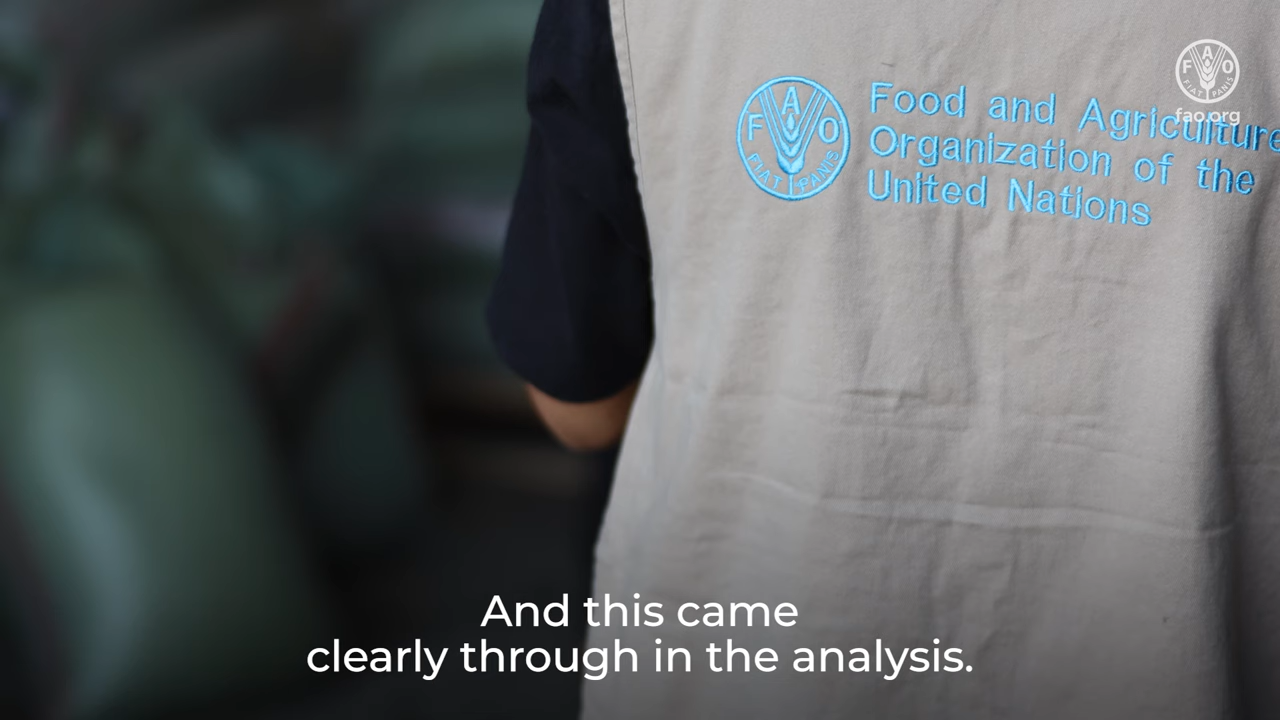 FAO
FIAT PANIS
Food and Agriculture
Organization of the
United Nations
FAO
FIAT PANIS
fao.org
And this came
clearly through in the analysis.